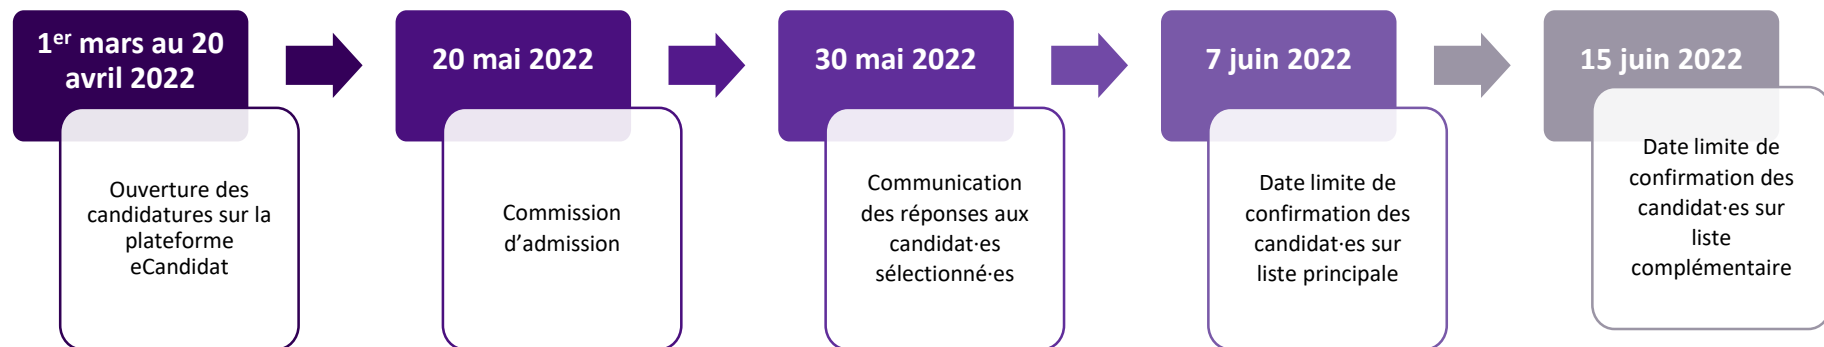 1er mars au 20
avril 2022
Ouverture des
candidatures sur la
plateforme
eCandidat
20 mai 2022
Commission
d’admission
30 mai 2022
Communication
des réponses aux
candidat·es
sélectionné·es
7 juin 2022
Date limite de
confirmation des
candidat·es sur
liste principale
15 juin 2022
Date limite de
confirmation des
candidat·es sur
liste
complémentaire